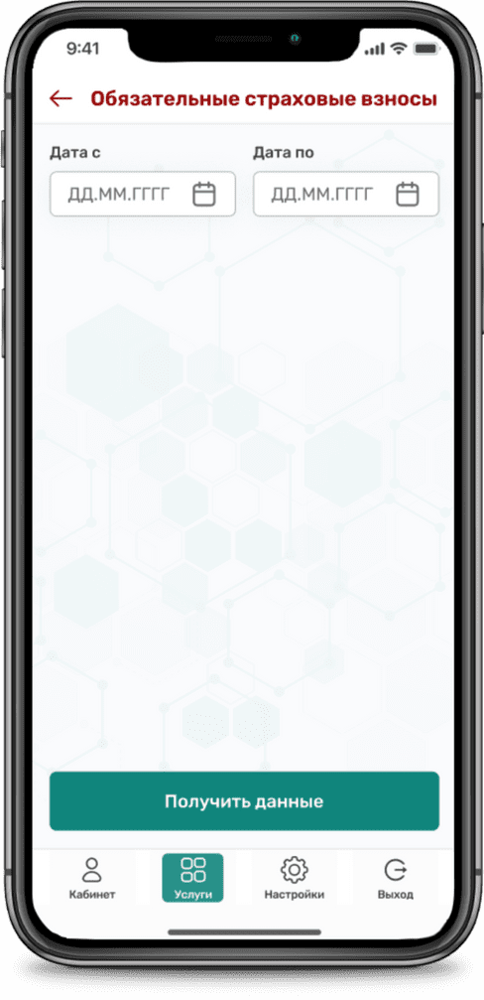 9:41
Обязательные страховые взносы
Дата с Дата по
ДД.ММ.ГГГГ ДД.ММ.ГГГГ
Получить данные
Кабинет Услуги Настройки Выход